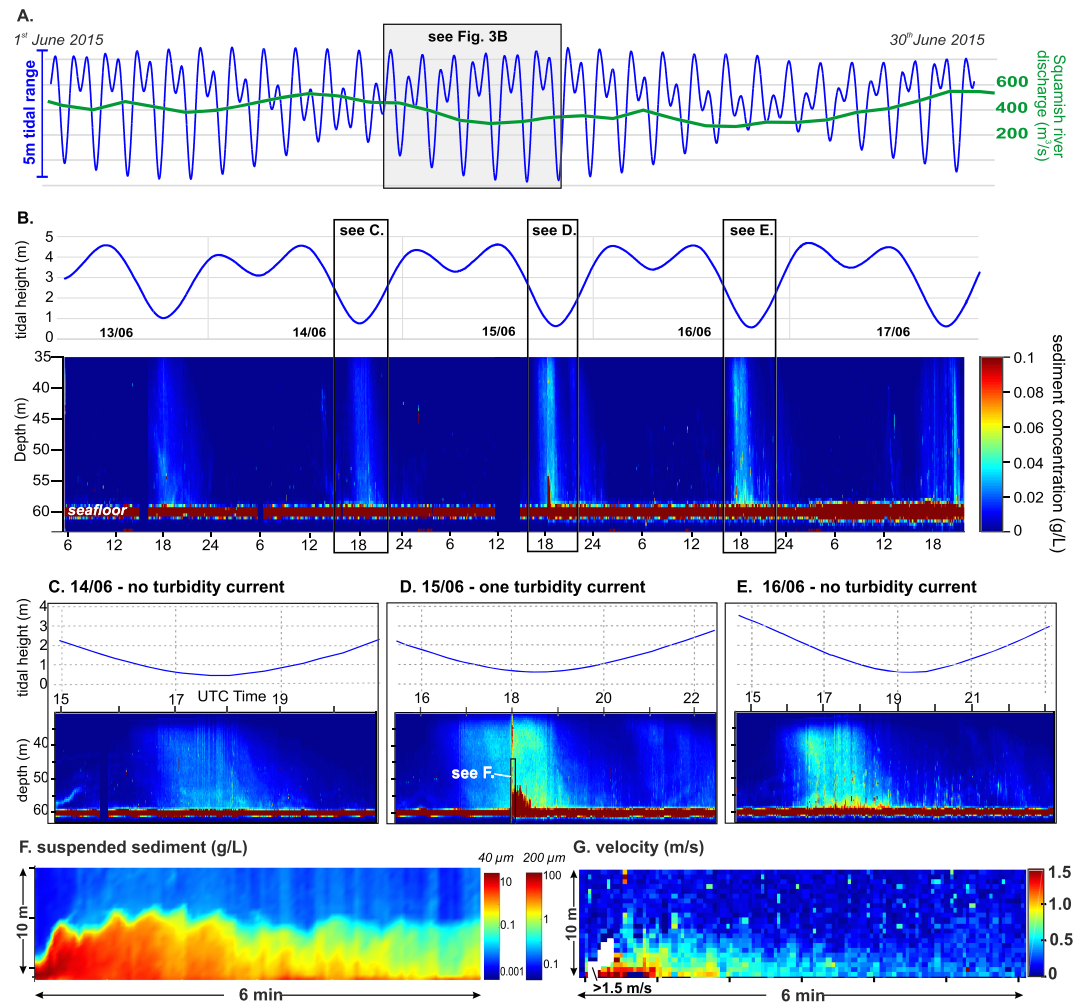 A.
1st June 2015
see Fig. 3B
30th June 2015
5m tidal range
600
400
200
Squamish river
discharge (m³/s)
B.
tidal height (m)
5
4
3
2
1
0
see C.
see D.
see E.
13/06
14/06
15/06
16/06
17/06
Depth (m)
35
40
45
50
55
60
seafloor
6 12 18 24 6 12 18 24 6 12 18 24 6 12 18 24 6 12 18
0.1
0.08
0.06
0.04
0.02
0
sediment concentration (g/L)
C. 14/06 - no turbidity current
D. 15/06 - one turbidity current
E. 16/06 - no turbidity current
tidal height (m)
4
3
2
1
0
15 17 UTC Time 19
16 18 20 22
15 17 19 21
depth (m)
40
50
60
see F.
F. suspended sediment (g/L)
40 µm
200 µm
10
0.1
0.001
100
1
0.1
10 m
6 min
G. velocity (m/s)
10 m
>1.5 m/s
6 min
1.5
1.0
0.5
0